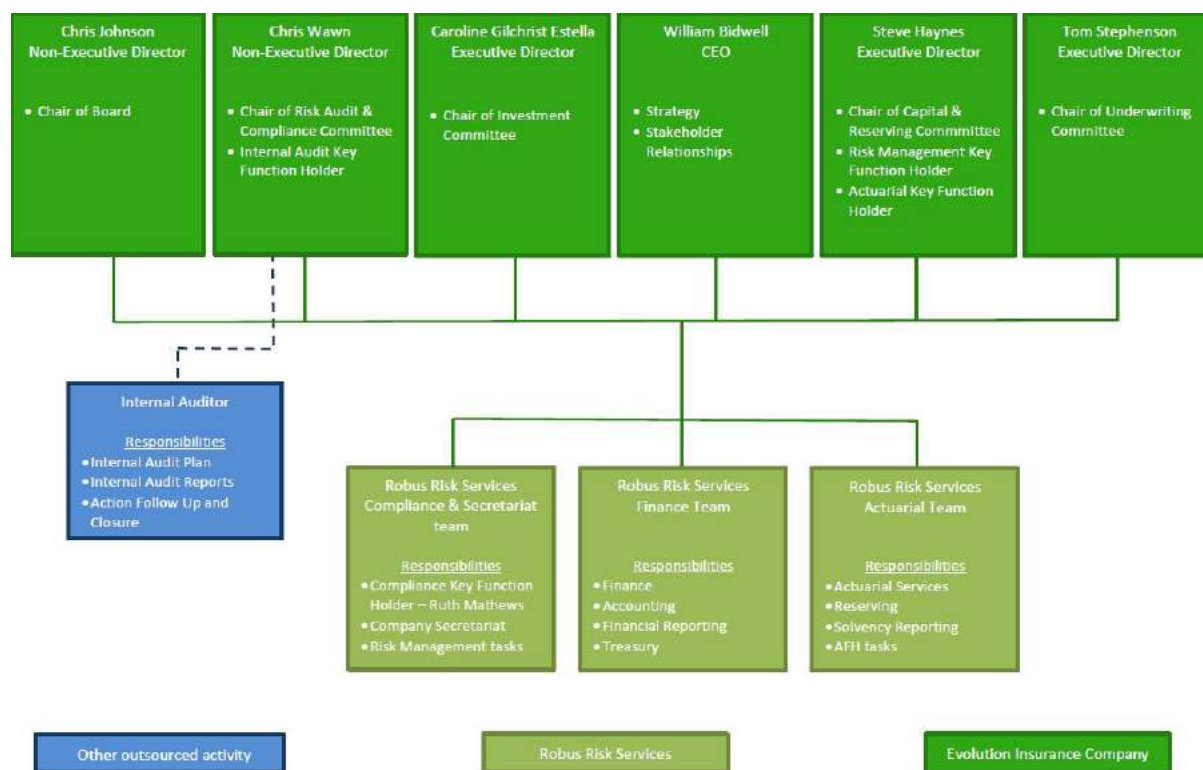 Chris Johnson
Non-Executive Director
• Chair of Board
Chris Wawn
Non-Executive Director
• Chair of Risk Audit &
Compliance Committee
• Internal Audit Key
Function Holder
Caroline Gilchrist Estella
Executive Director
• Chair of Investment
Committee
William Bidwell
CEO
• Strategy
• Stakeholder
Relationships
Steve Haynes
Executive Director
• Chair of Capital &
Reserving Commmittee
• Risk Management Key
Function Holder
• Actuarial Key Function
Holder
Tom Stephenson
Executive Director
• Chair of Underwriting
Committee
Internal Auditor
Responsibilities
• Internal Audit Plan
• Internal Audit Reports
• Action Follow Up and
Closure
Robus Risk Services
Compliance & Secretariat
team
Responsibilities
• Compliance Key Function
Holder – Ruth Mathews
• Company Secretariat
• Risk Management tasks
Robus Risk Services
Finance Team
Responsibilities
• Finance
• Accounting
• Financial Reporting
• Treasury
Robus Risk Services
Actuarial Team
Responsibilities
• Actuarial Services
• Reserving
• Solvency Reporting
• AFH tasks
Other outsourced activity
Robus Risk Services
Evolution Insurance Company